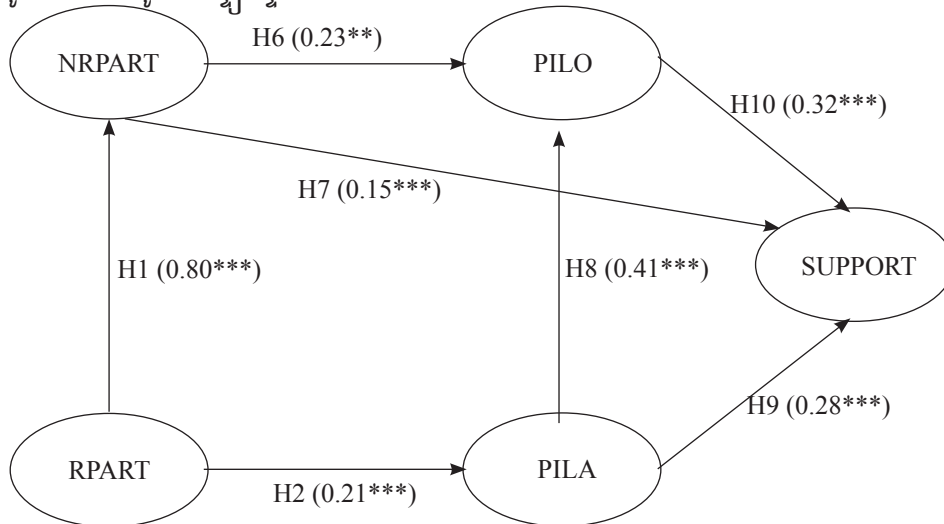 H6 (0.23**)
NRPART
PILO
H10 (0.32***)
H7 (0.15***)
H1 (0.80***)
H8 (0.41***)
SUPPORT
H9 (0.28***)
RPART
PILA
H2 (0.21***)